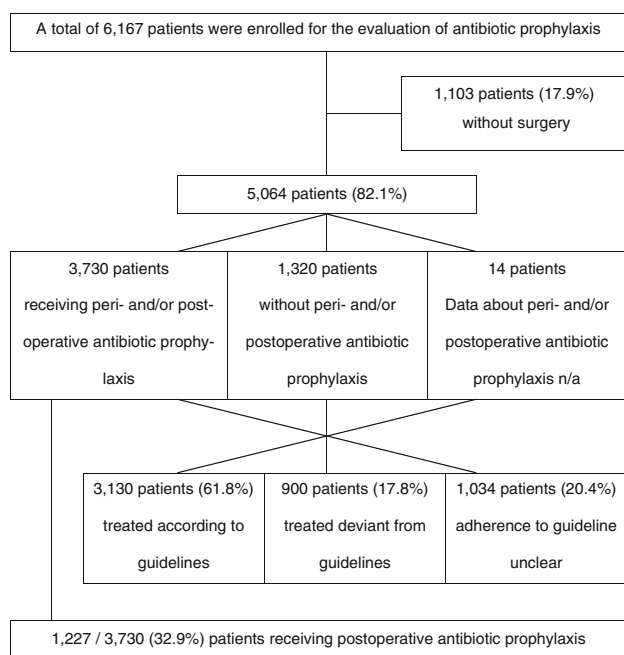 A total of 6,167 patients were enrolled for the evaluation of antibiotic prophylaxis
1,103 patients (17.9%)
without surgery
5,064 patients (82.1%)
3,730 patients
receiving peri- and/or post-
operative antibiotic prophy-
laxis
1,320 patients
without peri- and/or
postoperative antibiotic
prophylaxis
14 patients
Data about peri- and/or
postoperative antibiotic
prophylaxis n/a
3,130 patients (61.8%)
treated according to
guidelines
900 patients (17.8%)
treated deviant from
guidelines
1,034 patients (20.4%)
adherence to guideline
unclear
1,227 / 3,730 (32.9%) patients receiving postoperative antibiotic prophylaxis